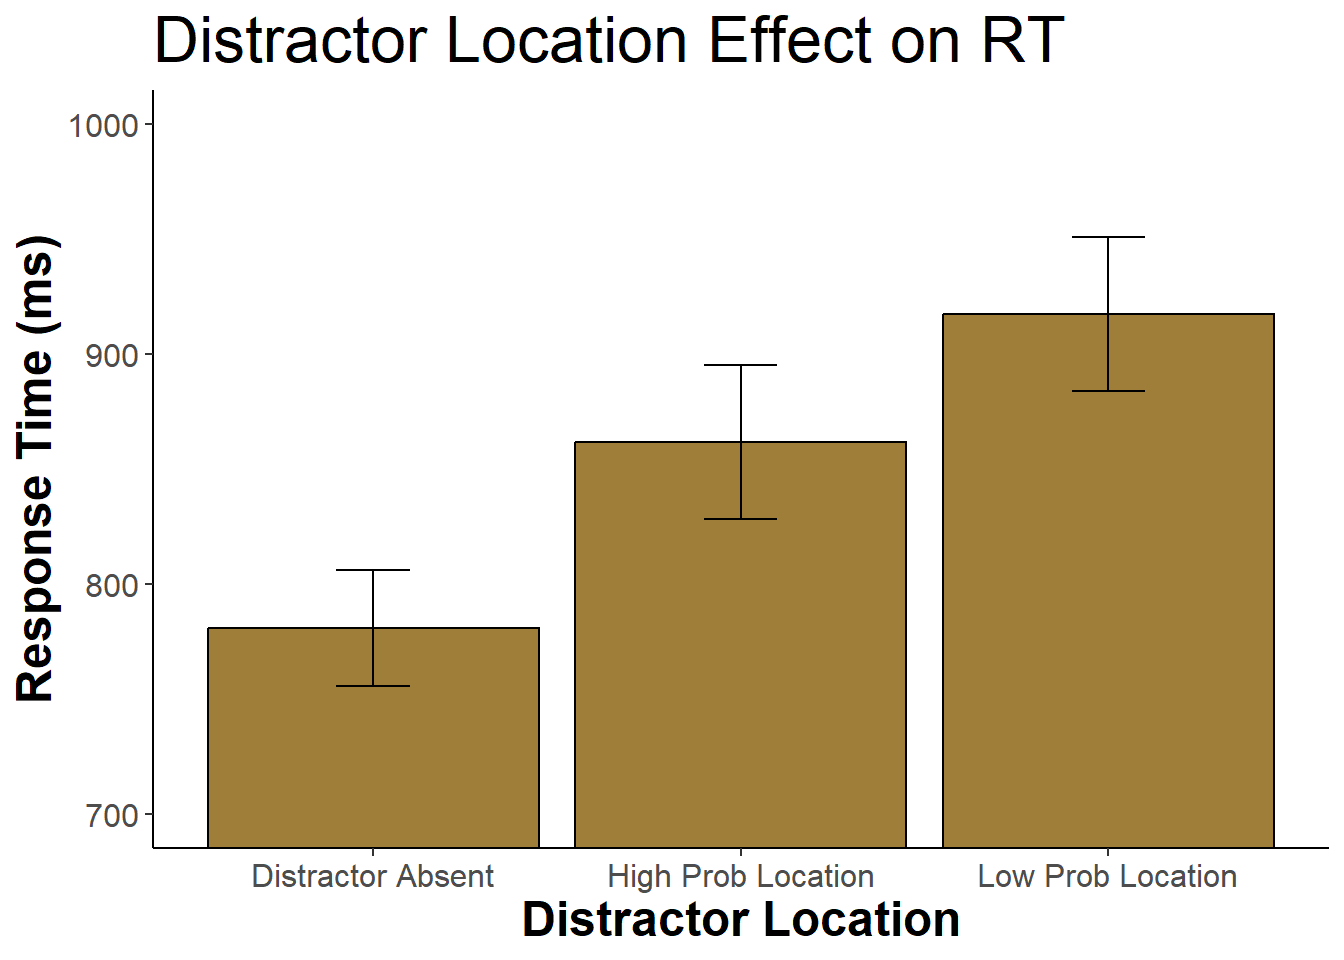 Distractor Location Effect on RT
Response Time (ms)
1000
900
800
700
Distractor Absent
High Prob Location
Low Prob Location
Distractor Location